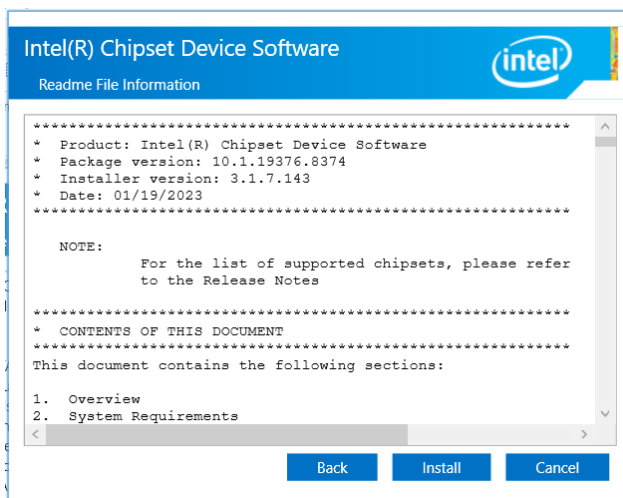 Intel(R) Chipset Device Software
intel
Readme File Information
************************************************************
* Product: Intel(R) Chipset Device Software
* Package version: 10.1.19376.8374
* Installer version: 3.1.7.143
* Date: 01/19/2023
************************************************************
NOTE:
For the list of supported chipsets, please refer
to the Release Notes
************************************************************
* CONTENTS OF THIS DOCUMENT
************************************************************
This document contains the following sections:
1. Overview
2. System Requirements
Back Install Cancel